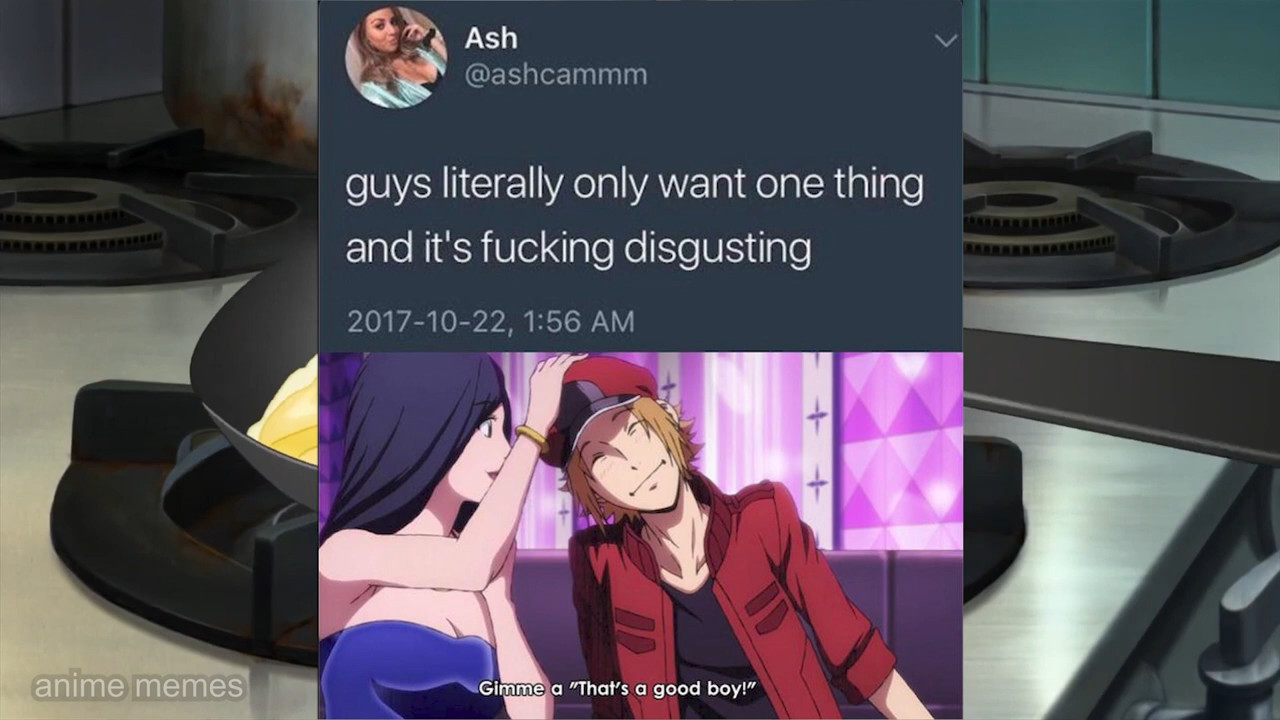 Ash
@ashcammm
guys literally only want one thing
and it's fucking disgusting
2017-10-22, 1:56 AM
Gimme a "That's a good boy!"
anime memes